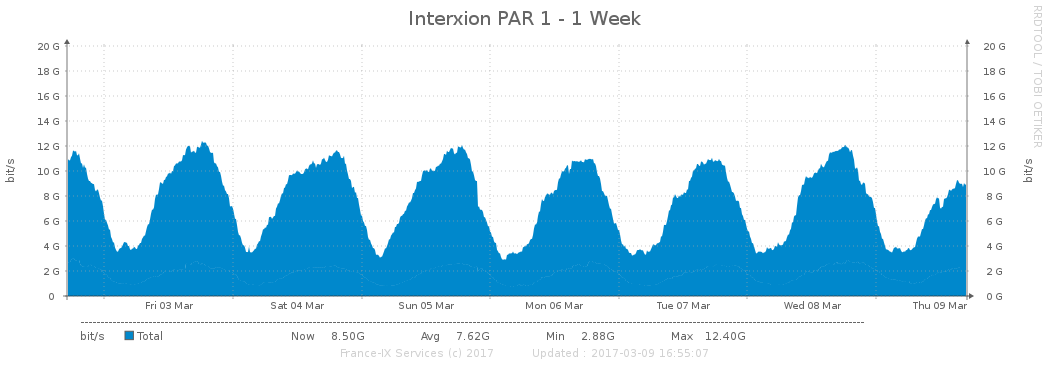 Interxion PAR 1 - 1 Week
RRDTOOL / TOBI OETIKER
20 G 20 G
18 G 18 G
16 G 16 G
14 G 14 G
12 G 12 G
10 G 10 G
8 G 8 G
6 G 6 G
4 G 4 G
2 G 2 G
0 0 G
bit/s
bit/s
Fri 03 Mar Sat 04 Mar Sun 05 Mar Mon 06 Mar Tue 07 Mar Wed 08 Mar Thu 09 Mar
bit/s Total Now 8.50G Avg 7.62G Min 2.88G Max 12.40G
France-IX Services (c) 2017 Updated : 2017-03-09 16:55:07